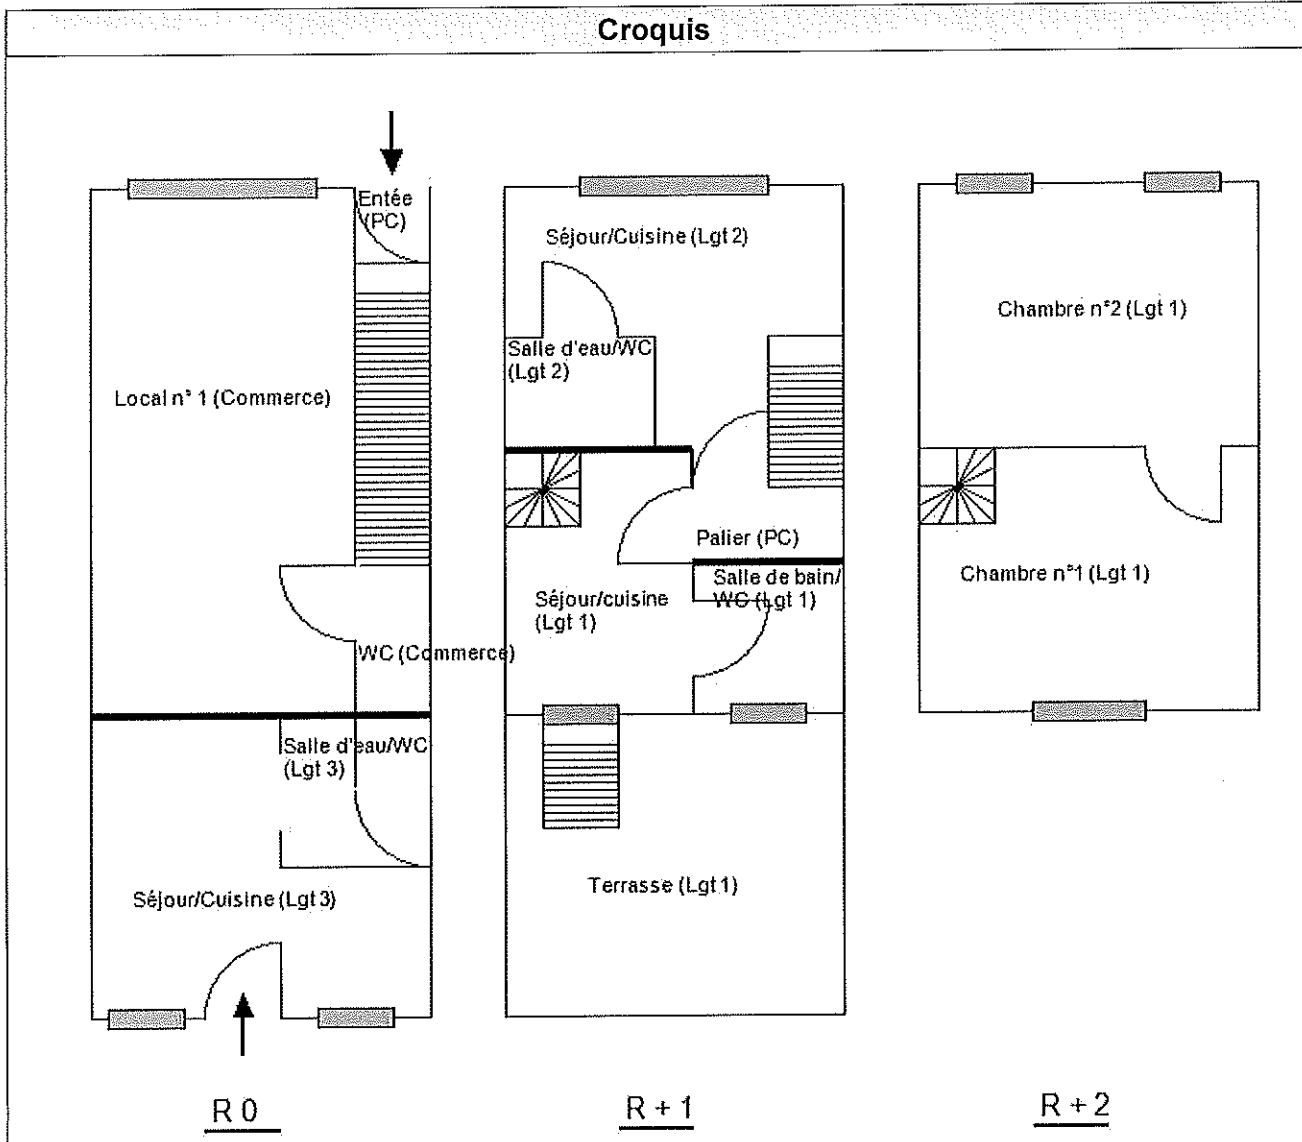 Croquis
Entée
(PC)
Local n° 1 (Commerce)
WC (Commerce)
Salle d'eau/WC
(Lgt 3)
Séjour/Cuisine (Lgt 3)
R 0
Séjour/Cuisine (Lgt 2)
Salle d'eau/WC
(Lgt 2)
Palier (PC)
Salle de bain/
WC (Lgt 1)
Séjour/cuisine
(Lgt 1)
Terrasse (Lgt 1)
R + 1
Chambre n°2 (Lgt 1)
Chambre n°1 (Lgt 1)
R + 2